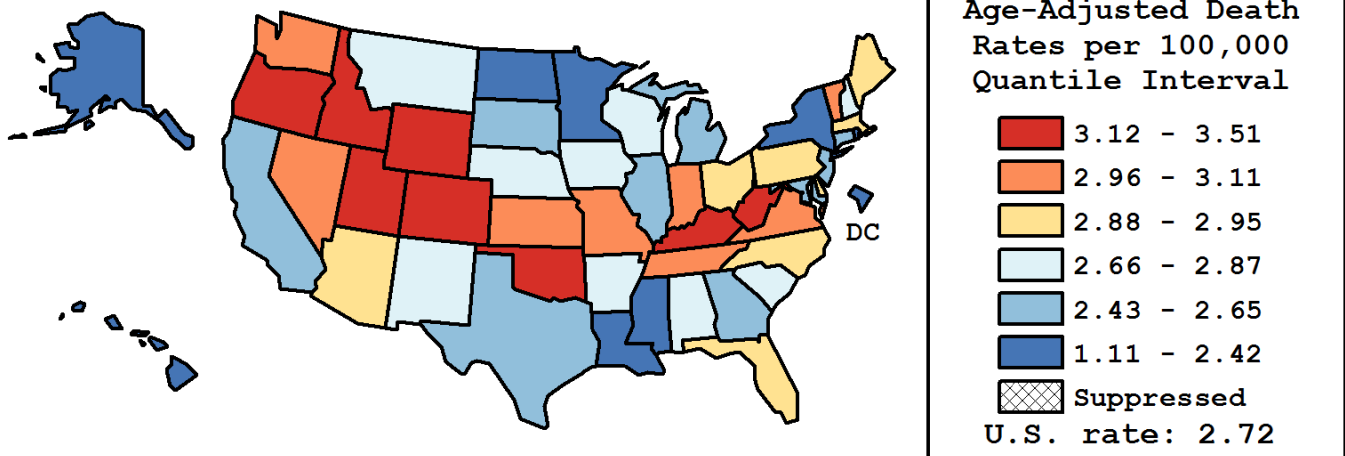 DC
Age-Adjusted Death
Rates per 100,000
Quantile Interval
3.12 - 3.51
2.96 - 3.11
2.88 - 2.95
2.66 - 2.87
2.43 - 2.65
1.11 - 2.42
Suppressed
U.S. rate: 2.72